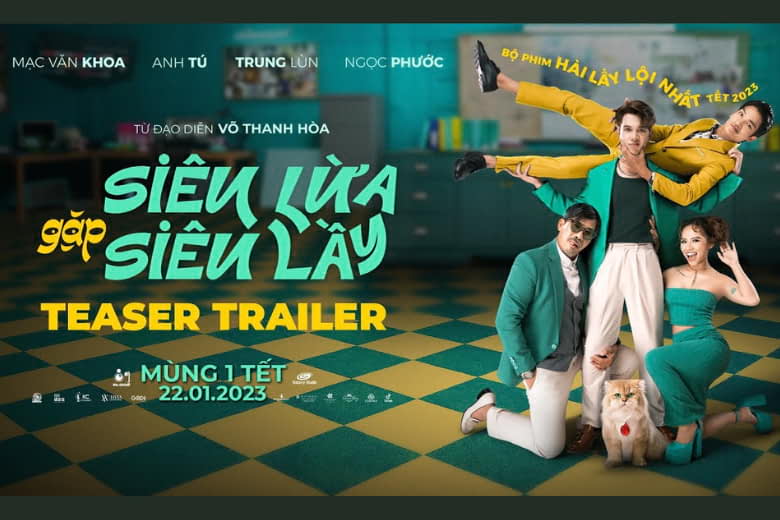 MẠC VĂN KHOA ANH TÚ TRUNG LÙN NGỌC PHƯỚC
BỘ PHIM HÀI LẦY LỘI NHẤT TẾT 2023
TỪ ĐẠO DIỄN VÕ THANH HÒA
SIÊU LỪA
gặp SIÊU LẦY
TEASER TRAILER
MÙNG 1 TẾT
22.01.2023